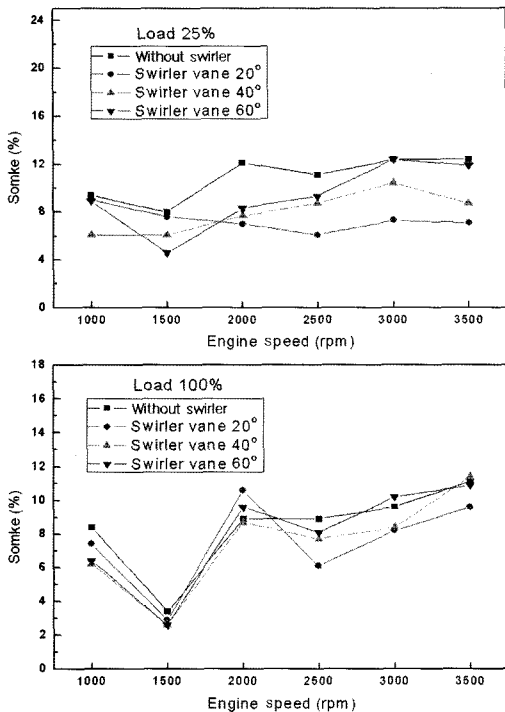 Load 25%
Without swirler
Swirler vane 20°
Swirler vane 40°
Swirler vane 60°
24
20
16
12
8
4
0
Somke (%)
1000 1500 2000 2500 3000 3500
Engine speed (rpm)
Load 100%
Without swirler
Swirler vane 20°
Swirler vane 40°
Swirler vane 60°
18
16
14
12
10
8
6
4
2
0
Somke (%)
1000 1500 2000 2500 3000 3500
Engine speed (rpm)